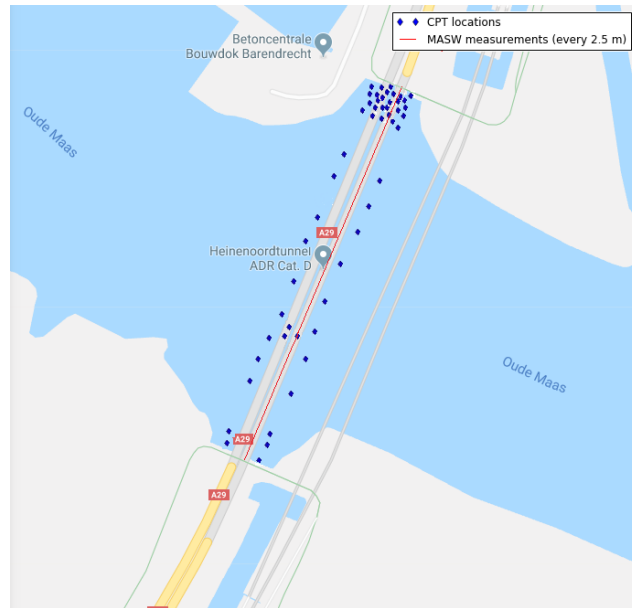 CPT locations
MASW measurements (every 2.5 m)
Betoncentrale
Bouwdok Barendrecht
Oude Maas
A29
Heinenoordtunnel
ADR Cat. D
Oude Maas
A29
A29
A29